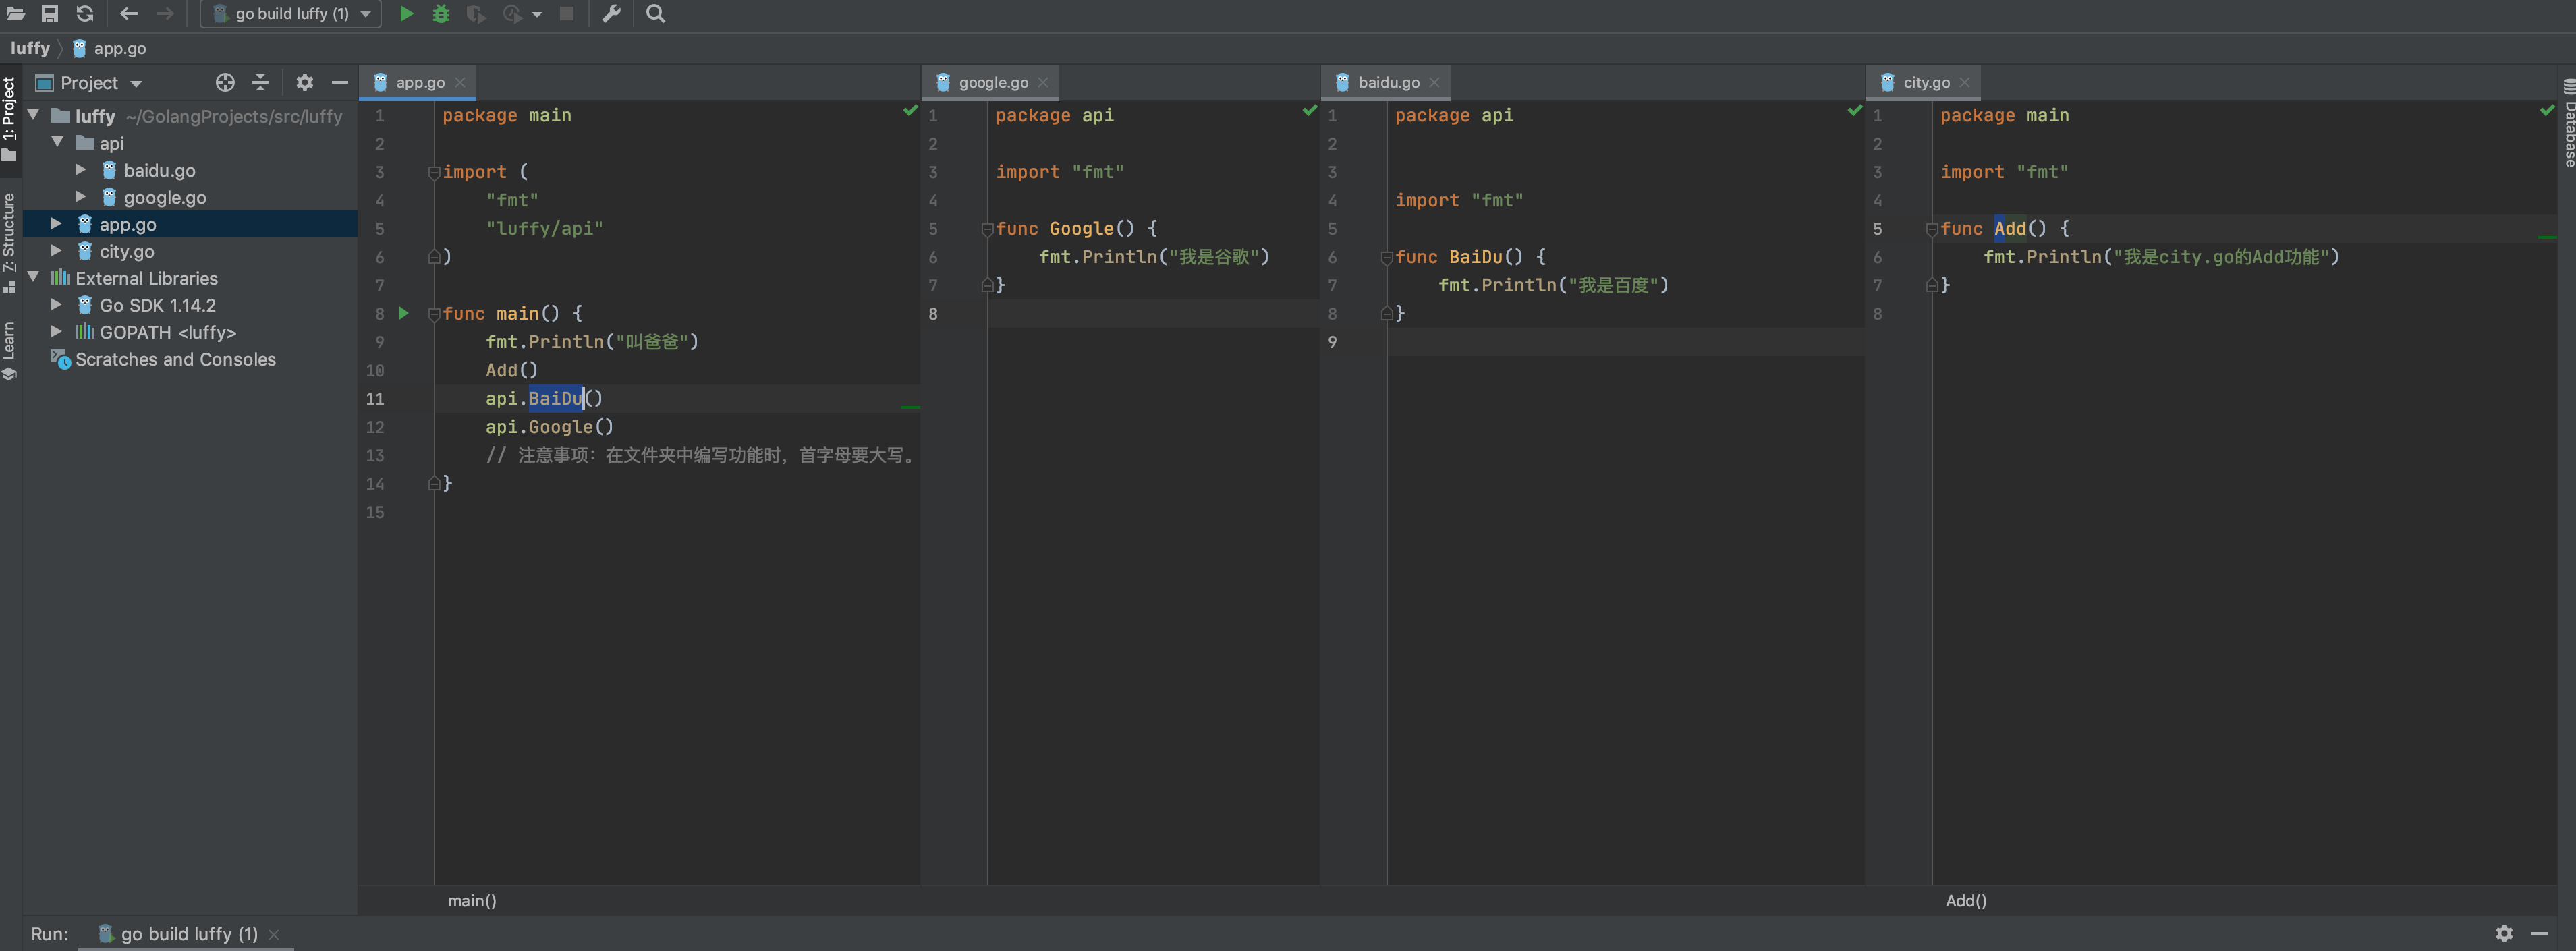 go build luffy (1)
luffy
app.go
1: Project
Z: Structure
Learn
Project
luffy ~/GolangProjects/src/luffy
api
baidu.go
google.go
app.go
city.go
External Libraries
Go SDK 1.14.2
GOPATH <luffy>
Scratches and Consoles
app.go
1 package main
2
3 import (
4 "fmt"
5 "luffy/api"
6 )
7
8 func main() {
9 fmt.Println("叫爸爸")
10 Add()
11 api.BaiDu()
12 api.Google()
13 // 注意事项：在文件夹中编写功能时，首字母要大写。
14 }
15
main()
google.go
1 package api
2
3 import "fmt"
4
5 func Google() {
6 fmt.Println("我是谷歌")
7 }
8
baidu.go
1 package api
2
3
4 import "fmt"
5
6 func BaiDu() {
7 fmt.Println("我是百度")
8 }
9
city.go
1 package main
2
3 import "fmt"
4
5 func Add() {
6 fmt.Println("我是city.go的Add功能")
7 }
8
Add()
Database
Run: go build luffy (1)